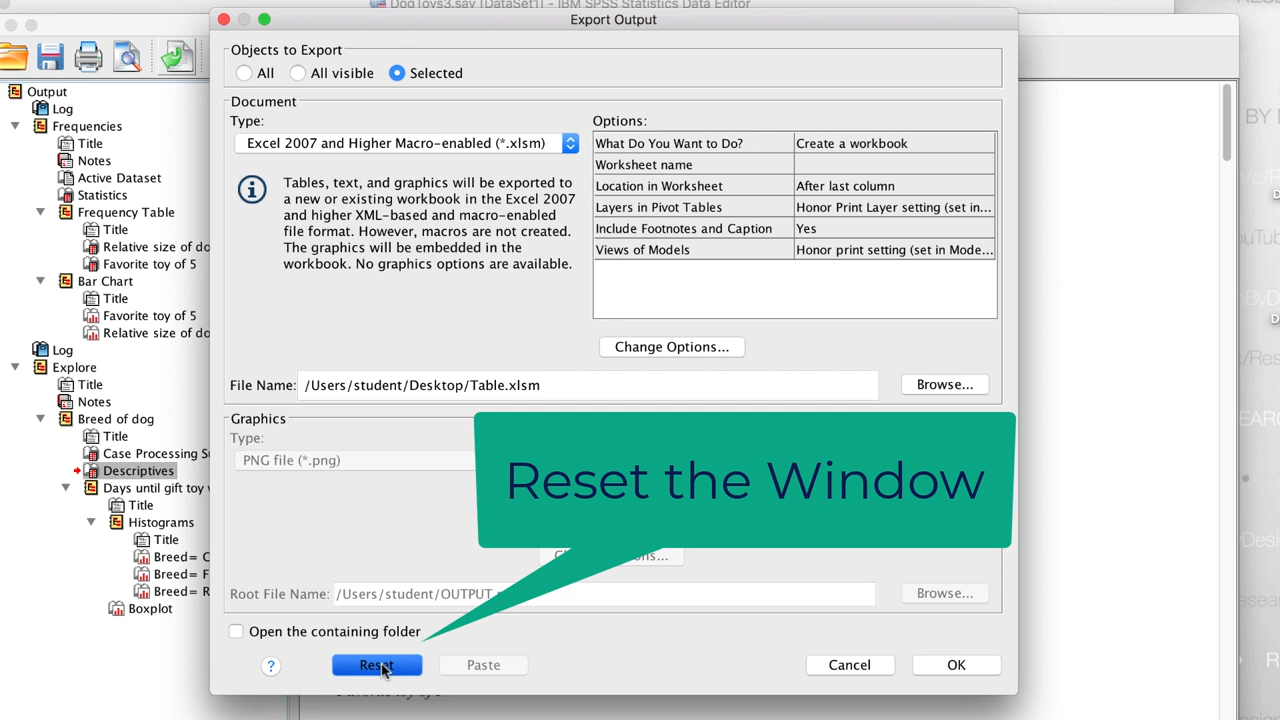 DogToys3.sav [DataSet1] - IBM SPSS Statistics Data Editor
Export Output
Objects to Export
All
All visible
Selected
Document
Type:
Excel 2007 and Higher Macro-enabled (*.xlsm)
Tables, text, and graphics will be exported to
a new or existing workbook in the Excel 2007
and higher XML-based and macro-enabled
file format. However, macros are not created.
The graphics will be embedded in the
workbook. No graphics options are available.
Options:
What Do You Want to Do? Create a workbook
Worksheet name
Location in Worksheet After last column
Layers in Pivot Tables Honor Print Layer setting (set in...
Include Footnotes and Caption Yes
Views of Models Honor print setting (set in Mode...
Change Options...
File Name: /Users/student/Desktop/Table.xlsm
Browse...
Graphics
Type:
PNG file (*.png)
Reset the Window
Root File Name: /Users/student/OUTPUT
Browse...
Open the containing folder
?
Reset
Paste
Cancel
OK
Output
Log
Frequencies
Title
Notes
Active Dataset
Statistics
Frequency Table
Title
Relative size of do
Favorite toy of 5
Bar Chart
Title
Favorite toy of 5
Relative size of do
Log
Explore
Title
Notes
Breed of dog
Title
Case Processing Su
Descriptives
Days until gift toy
Title
Histograms
Title
Breed= C
Breed= F
Breed= R
Boxplot